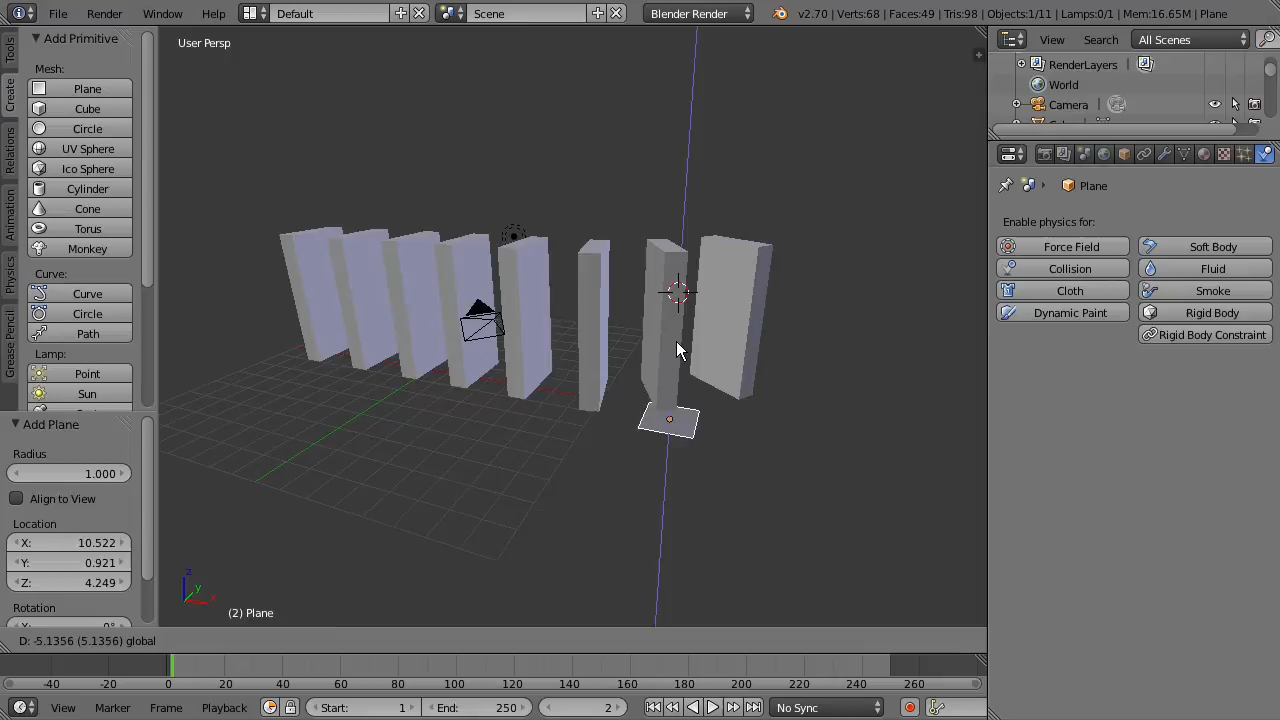 File Render Window Help Default Scene Blender Render v2.70 | Verts:68 | Faces:49 | Tris:98 | Objects:1/11 | Lamps:0/1 | Mem:16.65M | Plane
Add Primitive
User Persp
View Search All Scenes
RenderLayers
World
Camera
Tools
Create
Relations
Animation
Physics
Grease Pencil
Mesh:
Plane
Cube
Circle
UV Sphere
Ico Sphere
Cylinder
Cone
Torus
Monkey
Curve:
Curve
Circle
Path
Lamp:
Point
Sun
Plane
Enable physics for:
Force Field Soft Body
Collision Fluid
Cloth Smoke
Dynamic Paint Rigid Body
Rigid Body Constraint
Add Plane
Radius
1.000
Align to View
Location
X: 10.522
Y: 0.921
Z: 4.249
Rotation
z
y
x
(2) Plane
D: -5.1356 (5.1356) global
-40 -20 0 20 40 60 80 100 120 140 160 180 200 220 240 260
View Marker Frame Playback Start: 1 End: 250 2 No Sync